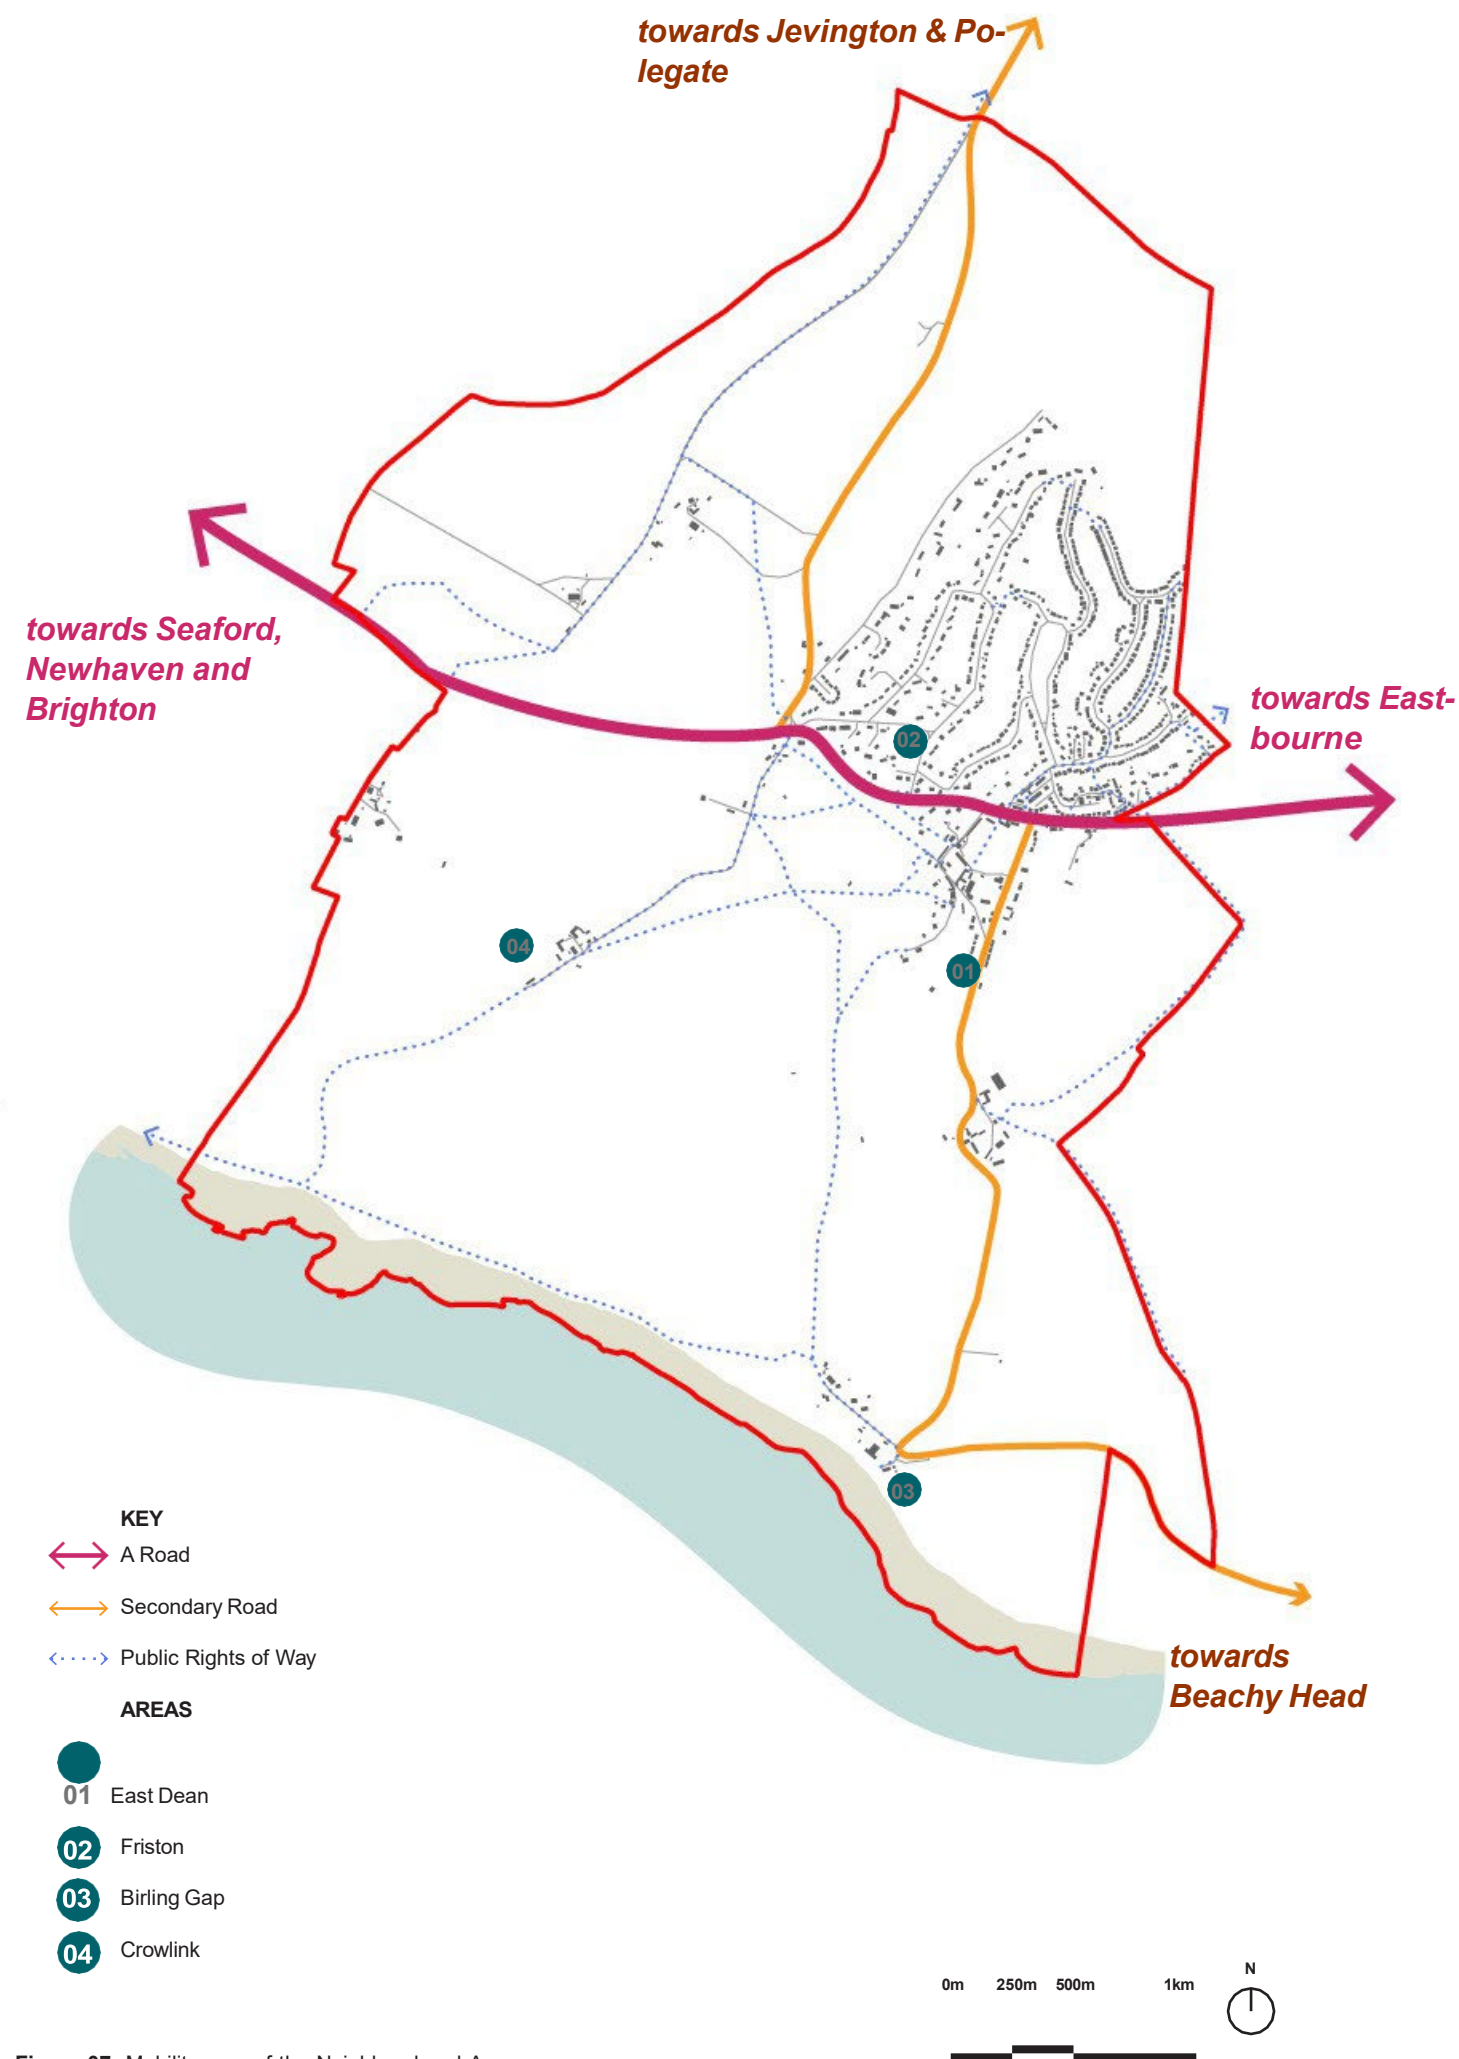 towards Jevington & Po-
legate
towards Seaford,
Newhaven and
Brighton
towards East-
bourne
02
04
01
03
towards
Beachy Head
KEY
A Road
Secondary Road
Public Rights of Way
AREAS
01 East Dean
02 Friston
03 Birling Gap
04 Crowlink
N
0m 250m 500m 1km